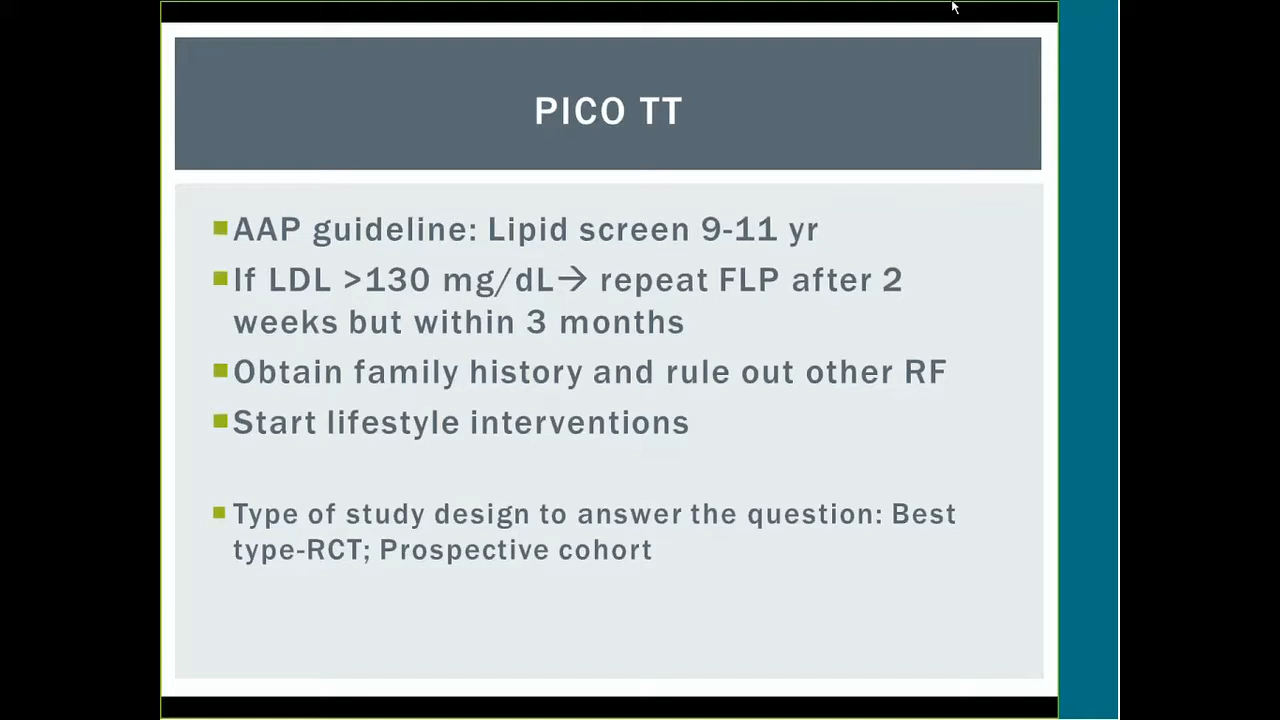 PICO TT
AAP guideline: Lipid screen 9-11 yr
If LDL >130 mg/dL→ repeat FLP after 2
weeks but within 3 months
Obtain family history and rule out other RF
Start lifestyle interventions
Type of study design to answer the question: Best
type-RCT; Prospective cohort